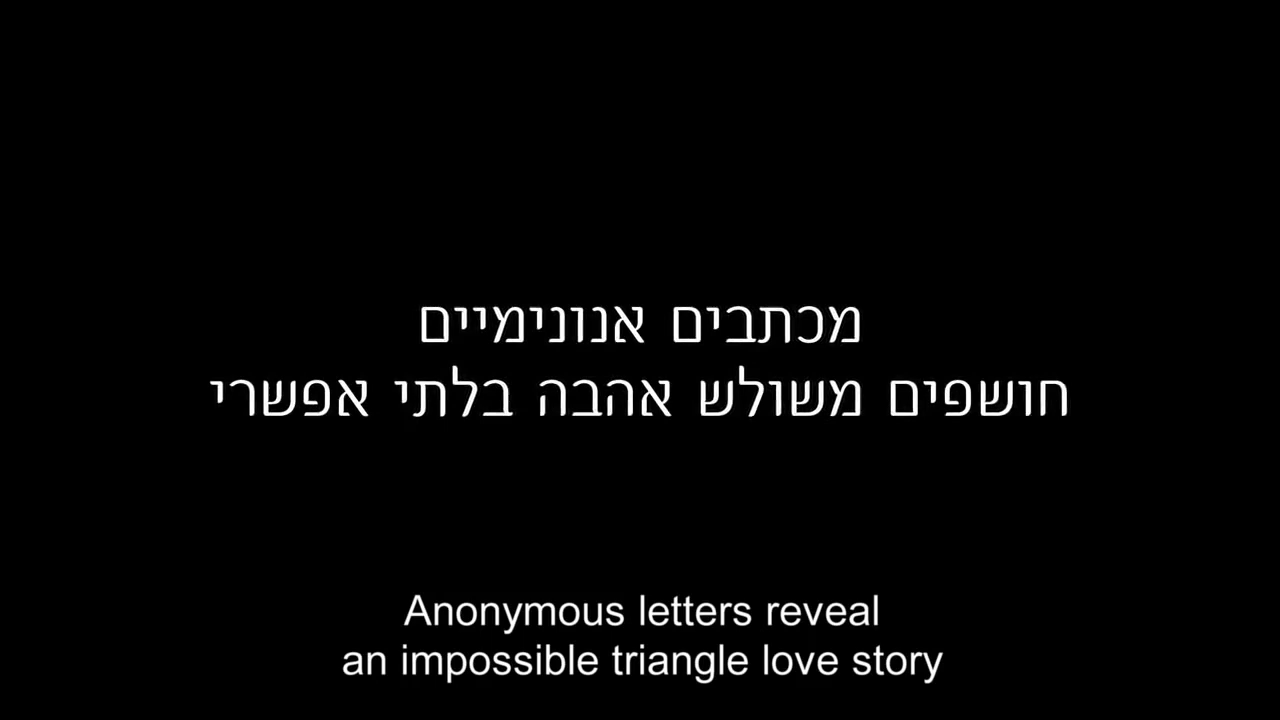 מכתבים אנונימיים
חושפים משולש אהבה בלתי אפשרי
Anonymous letters reveal
an impossible triangle love story